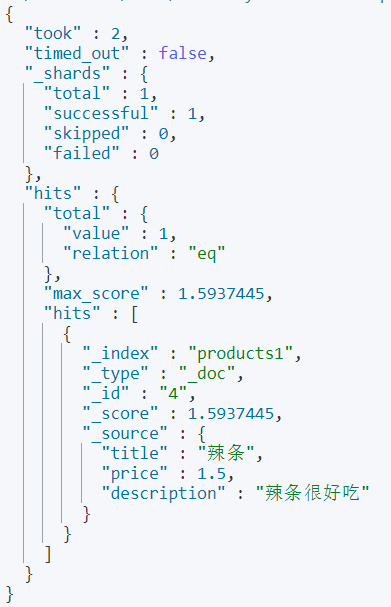 {
  "took" : 2,
  "timed_out" : false,
  "_shards" : {
    "total" : 1,
    "successful" : 1,
    "skipped" : 0,
    "failed" : 0
  },
  "hits" : {
    "total" : {
      "value" : 1,
      "relation" : "eq"
    },
    "max_score" : 1.5937445,
    "hits" : [
      {
        "_index" : "products1",
        "_type" : "_doc",
        "_id" : "4",
        "_score" : 1.5937445,
        "_source" : {
          "title" : "辣条",
          "price" : 1.5,
          "description" : "辣条很好吃"
        }
      }
    ]
  }
}